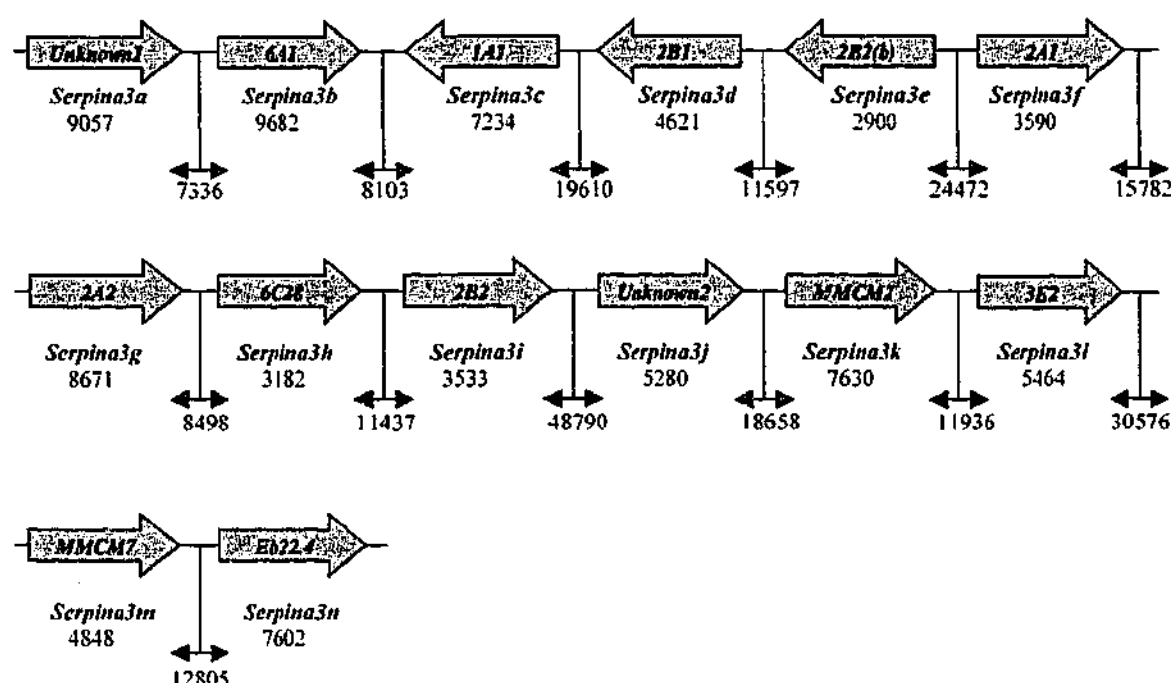 Unknown1 6A1 1A1 2B1 2B2(b) 2A1
Serpina3a Serpina3b Serpina3c Serpina3d Serpina3e Serpina3f
9057 9682 7234 4621 2900 3590
7336 8103 19610 11597 24472 15782
2A2 6C28 2B2 Unknown2 MMCM2 3E2
Serpina3g Serpina3h Serpina3i Serpina3j Serpina3k Serpina3l
8671 3182 3533 5280 7630 5464
8498 11437 48790 18658 11936 30576
MMCM7 Eb22.4
Serpina3m Serpina3n
4848 7602
12805